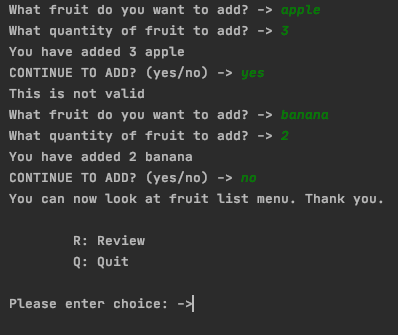 What fruit do you want to add? -> apple
What quantity of fruit to add? -> 3
You have added 3 apple
CONTINUE TO ADD? (yes/no) -> yes
This is not valid
What fruit do you want to add? -> banana
What quantity of fruit to add? -> 2
You have added 2 banana
CONTINUE TO ADD? (yes/no) -> no
You can now look at fruit list menu. Thank you.
R: Review
Q: Quit
Please enter choice: ->